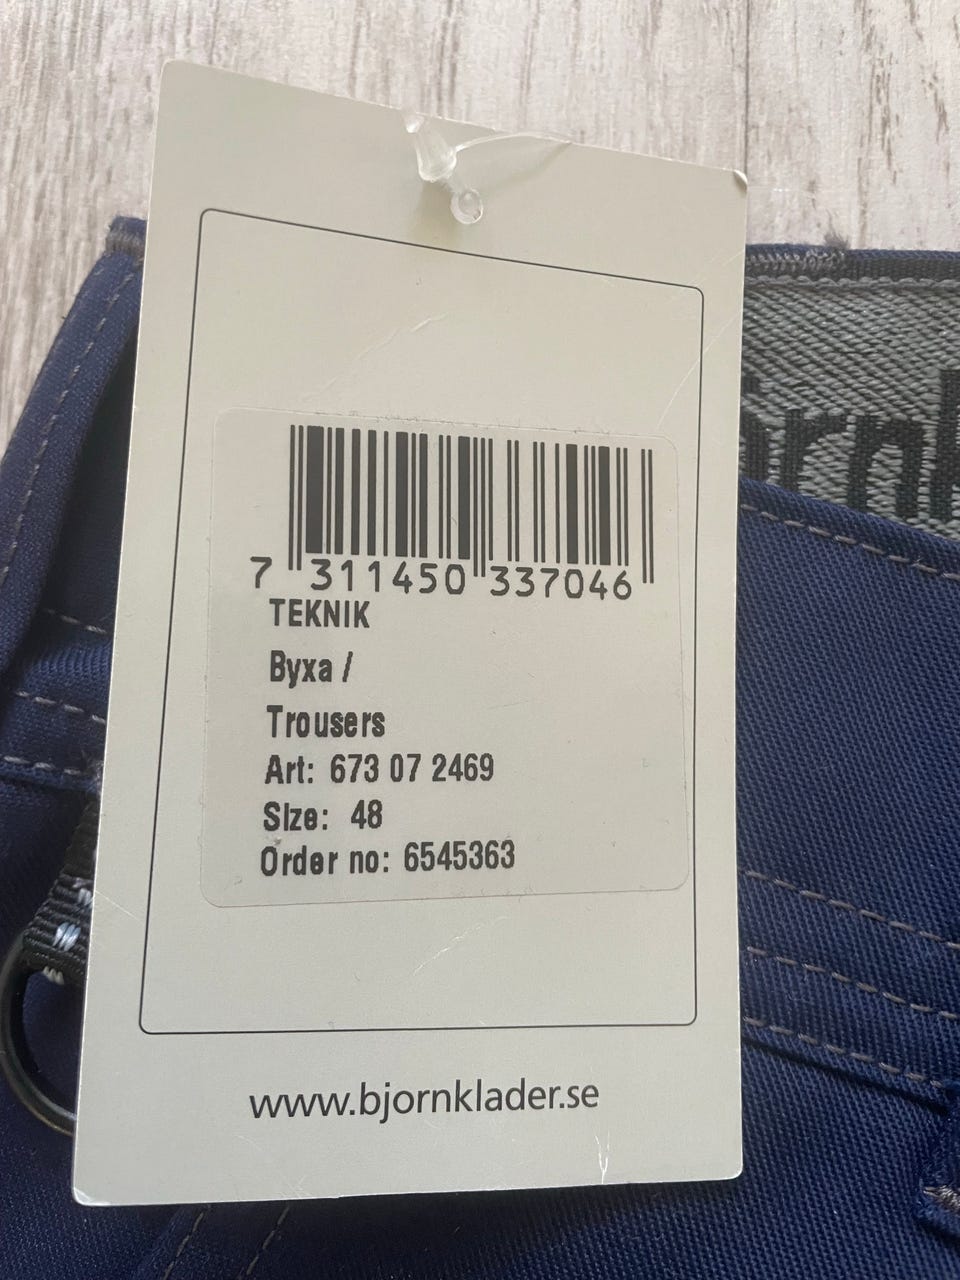 7 311450 337046
TEKNIK
Byxa /
Trousers
Art: 673 07 2469
Size: 48
Order no: 6545363
www.bjornklader.se